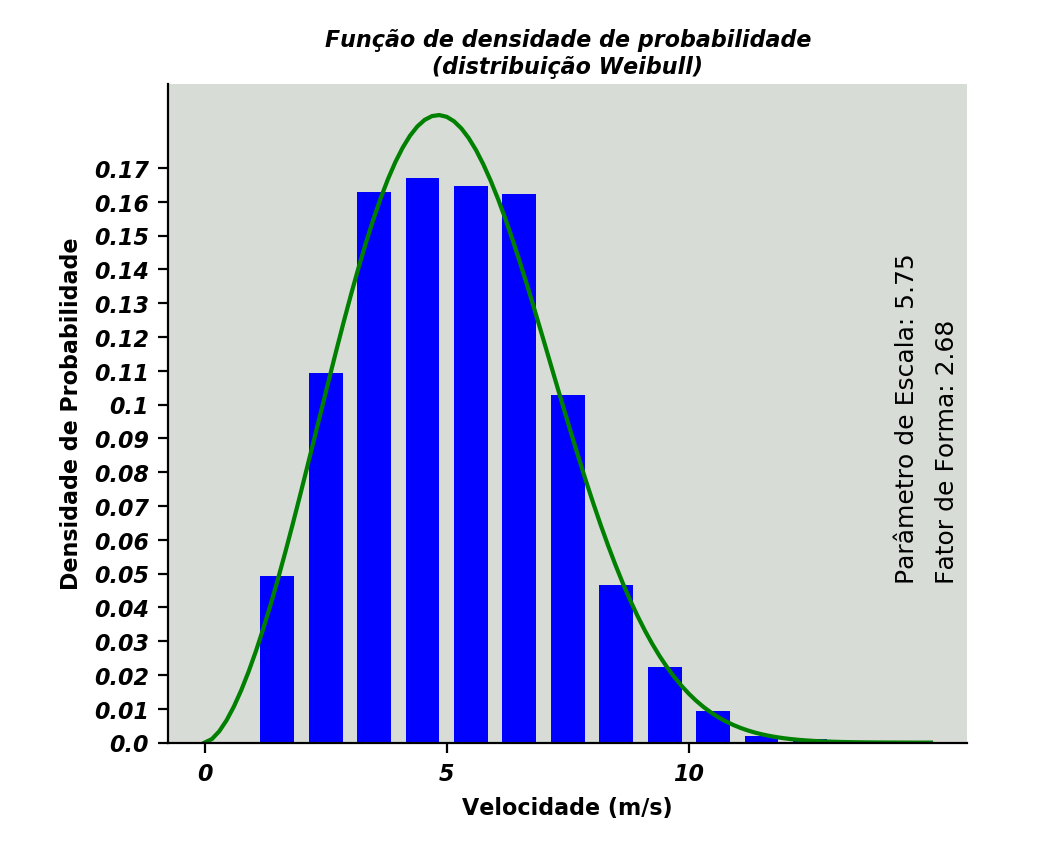 Função de densidade de probabilidade
(distribuição Weibull)
Densidade de Probabilidade
0.17
0.16
0.15
0.14
0.13
0.12
0.11
0.1
0.09
0.08
0.07
0.06
0.05
0.04
0.03
0.02
0.01
0.0
0 5 10
Velocidade (m/s)
Parâmetro de Escala: 5.75
Fator de Forma: 2.68